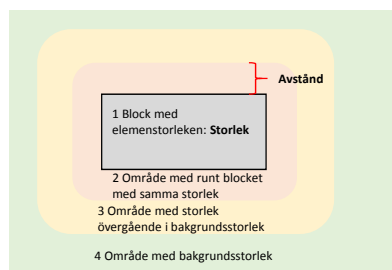 Avstånd
1 Block med
elemenstorleken: Storlek
2 Område med runt blocket
med samma storlek
3 Område med storlek
övergående i bakgrundsstorlek
4 Område med bakgrundsstorlek